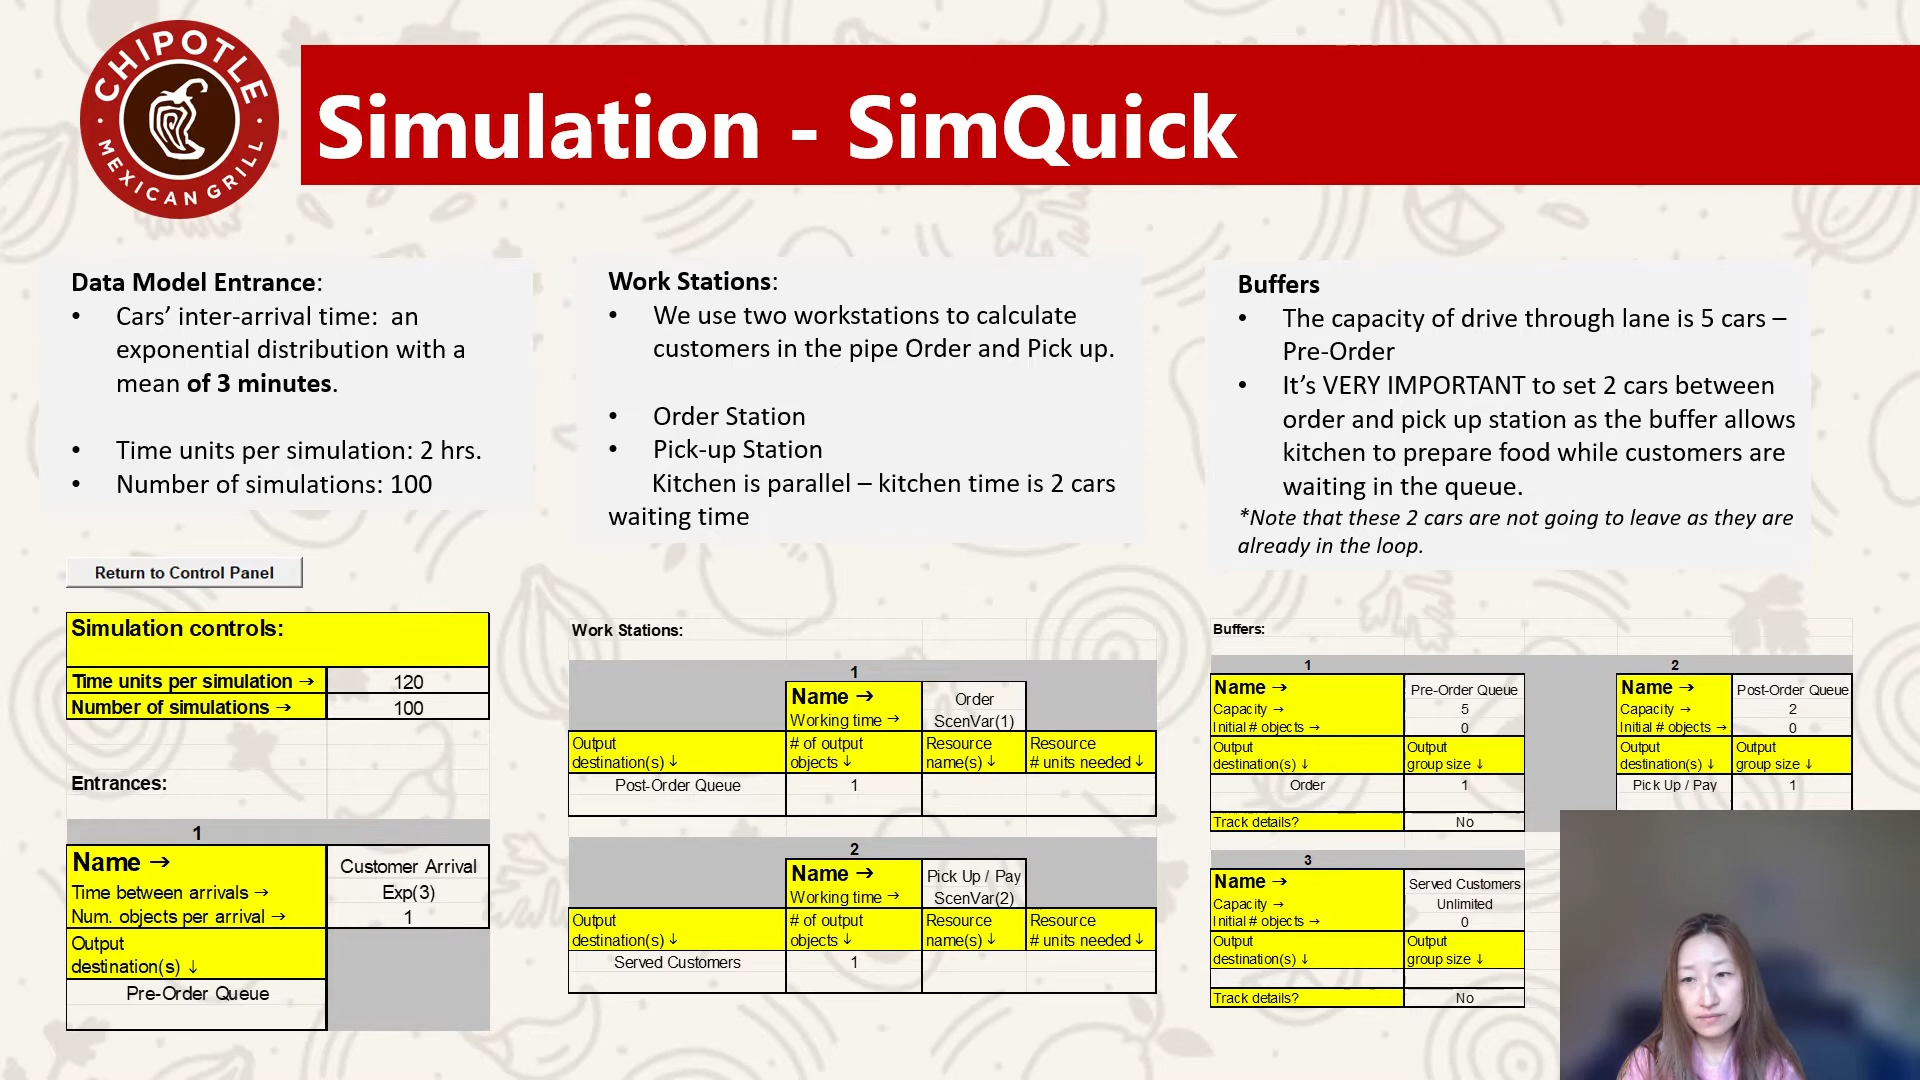 CHIPOTLE
MEXICAN GRILL
Simulation - SimQuick
Data Model Entrance:
• Cars’ inter-arrival time:  an
exponential distribution with a
mean of 3 minutes.
• Time units per simulation: 2 hrs.
• Number of simulations: 100
Work Stations:
• We use two workstations to calculate
customers in the pipe Order and Pick up.
• Order Station
• Pick-up Station
Kitchen is parallel – kitchen time is 2 cars
waiting time
Buffers
• The capacity of drive through lane is 5 cars –
Pre-Order
• It’s VERY IMPORTANT to set 2 cars between
order and pick up station as the buffer allows
kitchen to prepare food while customers are
waiting in the queue.
*Note that these 2 cars are not going to leave as they are
already in the loop.
Return to Control Panel
Simulation controls:
Time units per simulation → 120
Number of simulations → 100
Entrances:
1
Name → Customer Arrival
Time between arrivals → Exp(3)
Num. objects per arrival → 1
Output
destination(s) ↓
Pre-Order Queue
Work Stations:
1
Name → Order
Working time → ScenVar(1)
Output # of output Resource Resource
destination(s) ↓ objects ↓ name(s) ↓ # units needed ↓
Post-Order Queue 1
2
Name → Pick Up / Pay
Working time → ScenVar(2)
Output # of output Resource Resource
destination(s) ↓ objects ↓ name(s) ↓ # units needed ↓
Served Customers 1
Buffers:
1
Name → Pre-Order Queue
Capacity → 5
Initial # objects → 0
Output Output
destination(s) ↓ group size ↓
Order 1
Track details? No
2
Name → Post-Order Queue
Capacity → 2
Initial # objects → 0
Output Output
destination(s) ↓ group size ↓
Pick Up / Pay 1
3
Name → Served Customers
Capacity → Unlimited
Initial # objects → 0
Output Output
destination(s) ↓ group size ↓
Track details? No